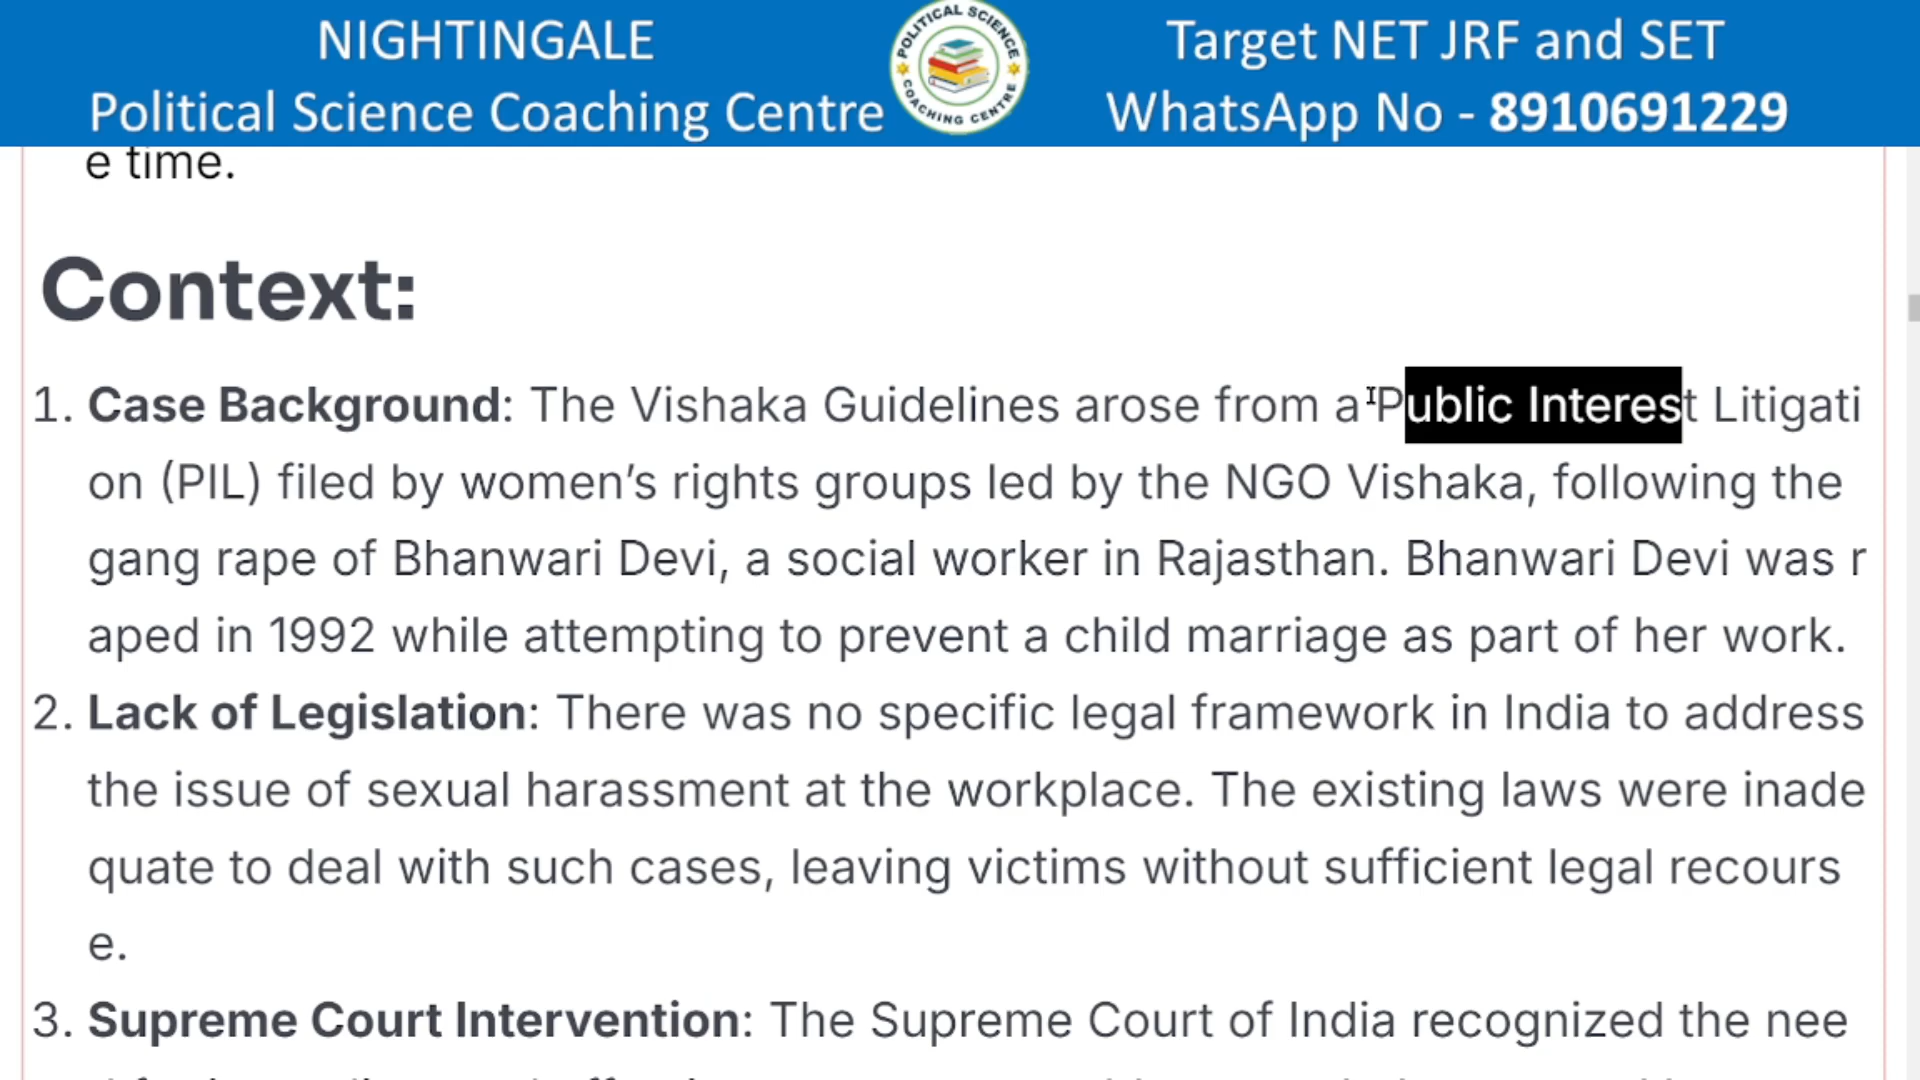 NIGHTINGALE
Political Science Coaching Centre
POLITICAL SCIENCE
COACHING CENTRE
Target NET JRF and SET
WhatsApp No - 8910691229
e time.
Context:
1. Case Background: The Vishaka Guidelines arose from a Public Interest Litigati
on (PIL) filed by women’s rights groups led by the NGO Vishaka, following the
gang rape of Bhanwari Devi, a social worker in Rajasthan. Bhanwari Devi was r
aped in 1992 while attempting to prevent a child marriage as part of her work.
2. Lack of Legislation: There was no specific legal framework in India to address
the issue of sexual harassment at the workplace. The existing laws were inade
quate to deal with such cases, leaving victims without sufficient legal recours
e.
3. Supreme Court Intervention: The Supreme Court of India recognized the nee